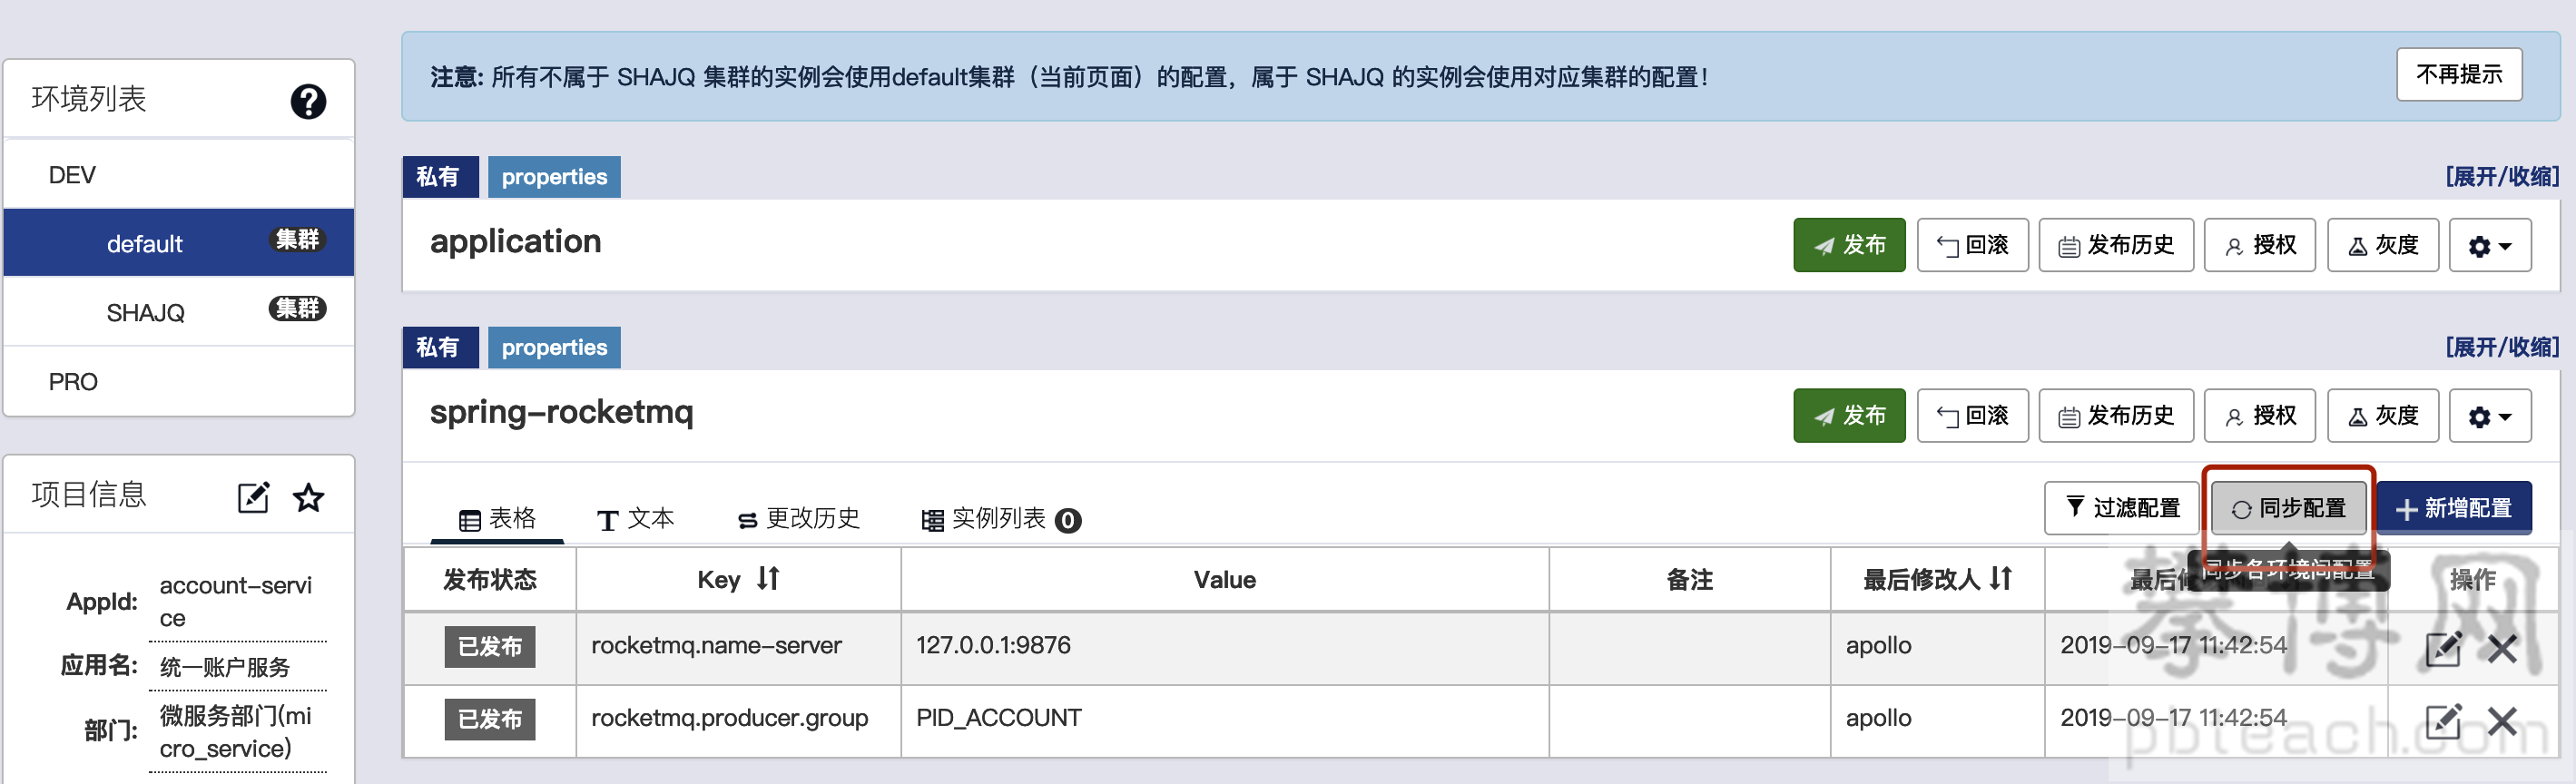 注意: 所有不属于 SHAJQ 集群的实例会使用default集群（当前页面）的配置，属于 SHAJQ 的实例会使用对应集群的配置！
不再提示
环境列表
DEV
default 集群
SHAJQ 集群
PRO
项目信息
AppId: account-servi
ce
应用名: 统一账户服务
部门: 微服务部门(mi
cro_service)
私有 properties [展开/收缩]
application
发布 回滚 发布历史 授权 灰度
私有 properties [展开/收缩]
spring-rocketmq
发布 回滚 发布历史 授权 灰度
表格 文本 更改历史 实例列表 0 过滤配置 同步配置 新增配置
同步各环境间配置
发布状态 Key Value 备注 最后修改人 最后修 操作
已发布 rocketmq.name-server 127.0.0.1:9876 apollo 2019-09-17 11:42:54
已发布 rocketmq.producer.group PID_ACCOUNT apollo 2019-09-17 11:42:54
攀博网
pbteach.com